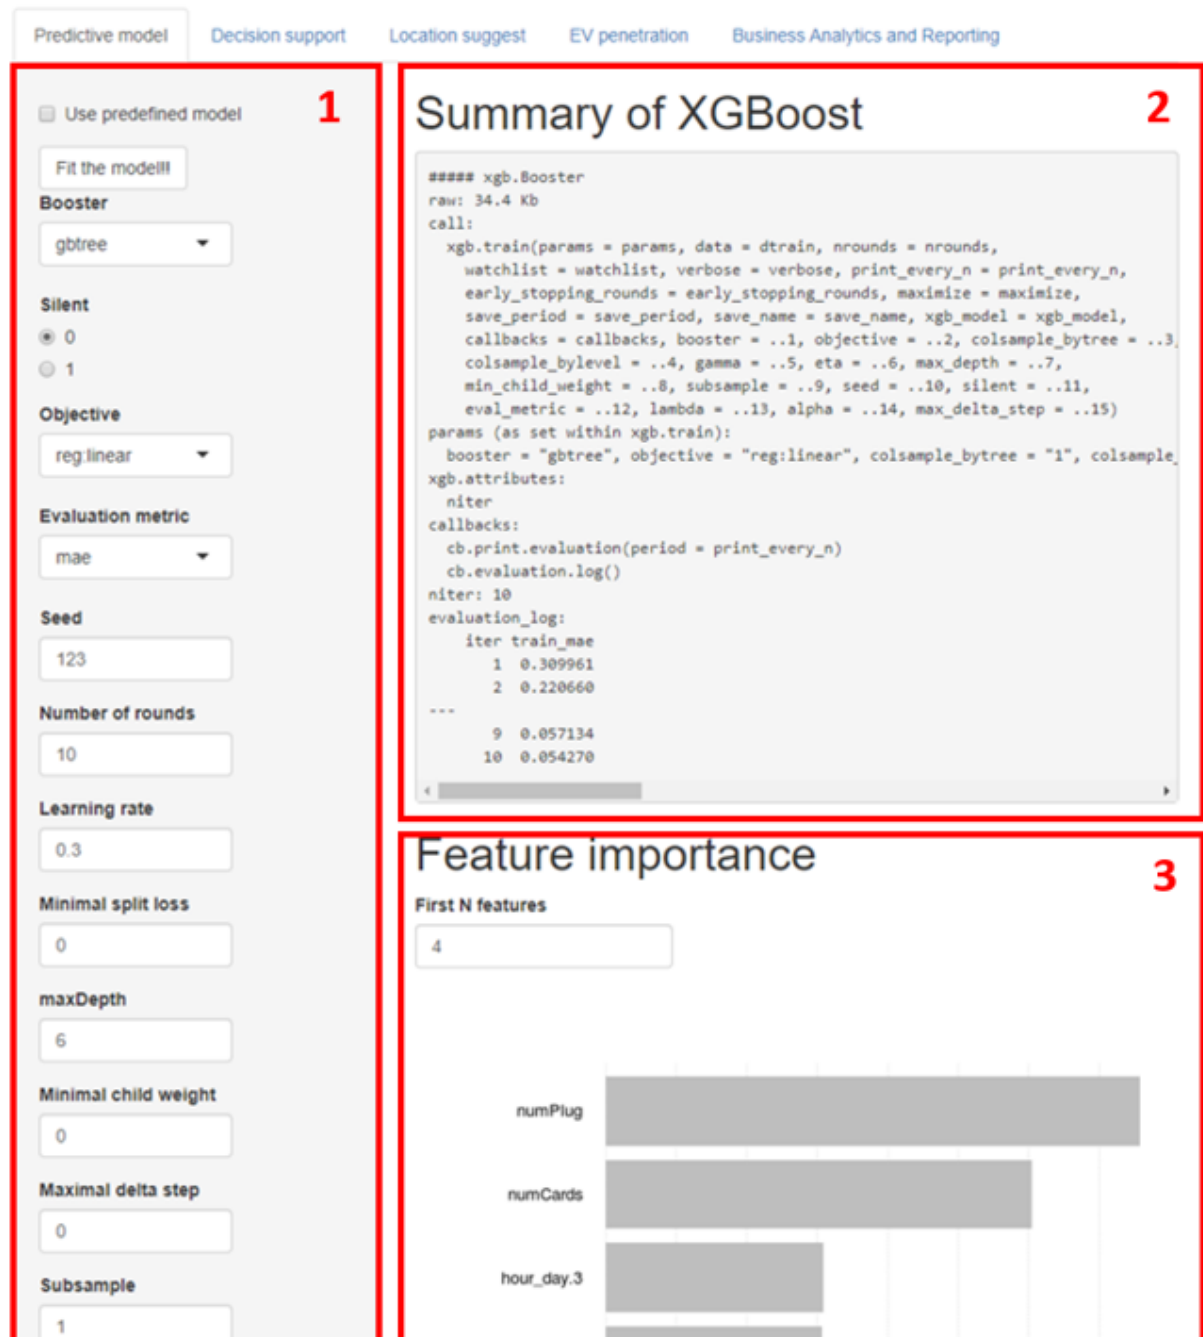 Predictive model Decision support Location suggest EV penetration Business Analytics and Reporting
1
Use predefined model
Fit the model!!!
Booster
gbtree
Silent
0
1
Objective
reg:linear
Evaluation metric
mae
Seed
123
Number of rounds
10
Learning rate
0.3
Minimal split loss
0
maxDepth
6
Minimal child weight
0
Maximal delta step
0
Subsample
1
Summary of XGBoost
2
##### xgb.Booster
raw: 34.4 Kb
call:
  xgb.train(params = params, data = dtrain, nrounds = nrounds,
    watchlist = watchlist, verbose = verbose, print_every_n = print_every_n,
    early_stopping_rounds = early_stopping_rounds, maximize = maximize,
    save_period = save_period, save_name = save_name, xgb_model = xgb_model,
    callbacks = callbacks, booster = ..1, objective = ..2, colsample_bytree = ..3,
    colsample_bylevel = ..4, gamma = ..5, eta = ..6, max_depth = ..7,
    min_child_weight = ..8, subsample = ..9, seed = ..10, silent = ..11,
    eval_metric = ..12, lambda = ..13, alpha = ..14, max_delta_step = ..15)
params (as set within xgb.train):
  booster = "gbtree", objective = "reg:linear", colsample_bytree = "1", colsample_
xgb.attributes:
  niter
callbacks:
  cb.print.evaluation(period = print_every_n)
  cb.evaluation.log()
niter: 10
evaluation_log:
    iter train_mae
       1  0.309961
       2  0.220660
---
       9  0.057134
      10  0.054270
Feature importance
3
First N features
4
numPlug
numCards
hour_day.3